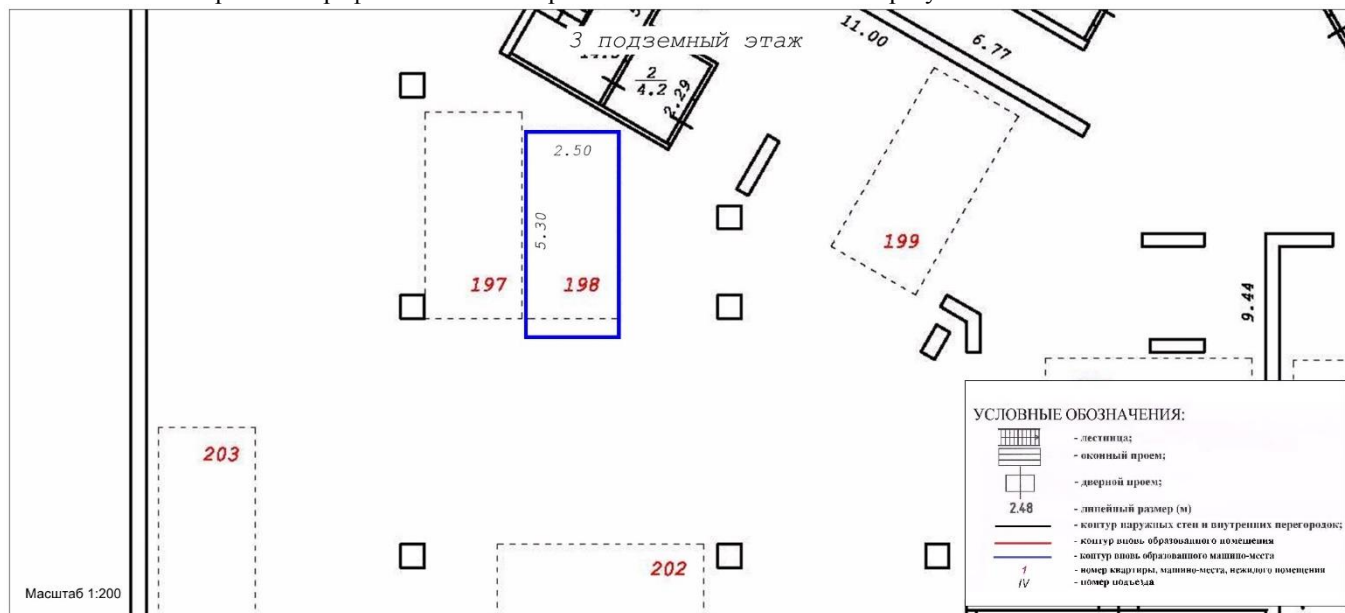 3 подземный этаж
11.00
6.77
2
4.2
2.29
2.50
5.30
199
197
198
9.44
203
202
УСЛОВНЫЕ ОБОЗНАЧЕНИЯ:
- лестница;
- оконный проем;
- дверной проем;
2.48 - линейный размер (м)
- контур наружных стен и внутренних перегородок;
- контур вновь образованного помещения
- контур вновь образованного машино-места
1 - номер квартиры, машино-места, нежилого помещения
IV - номер подъезда
Масштаб 1:200